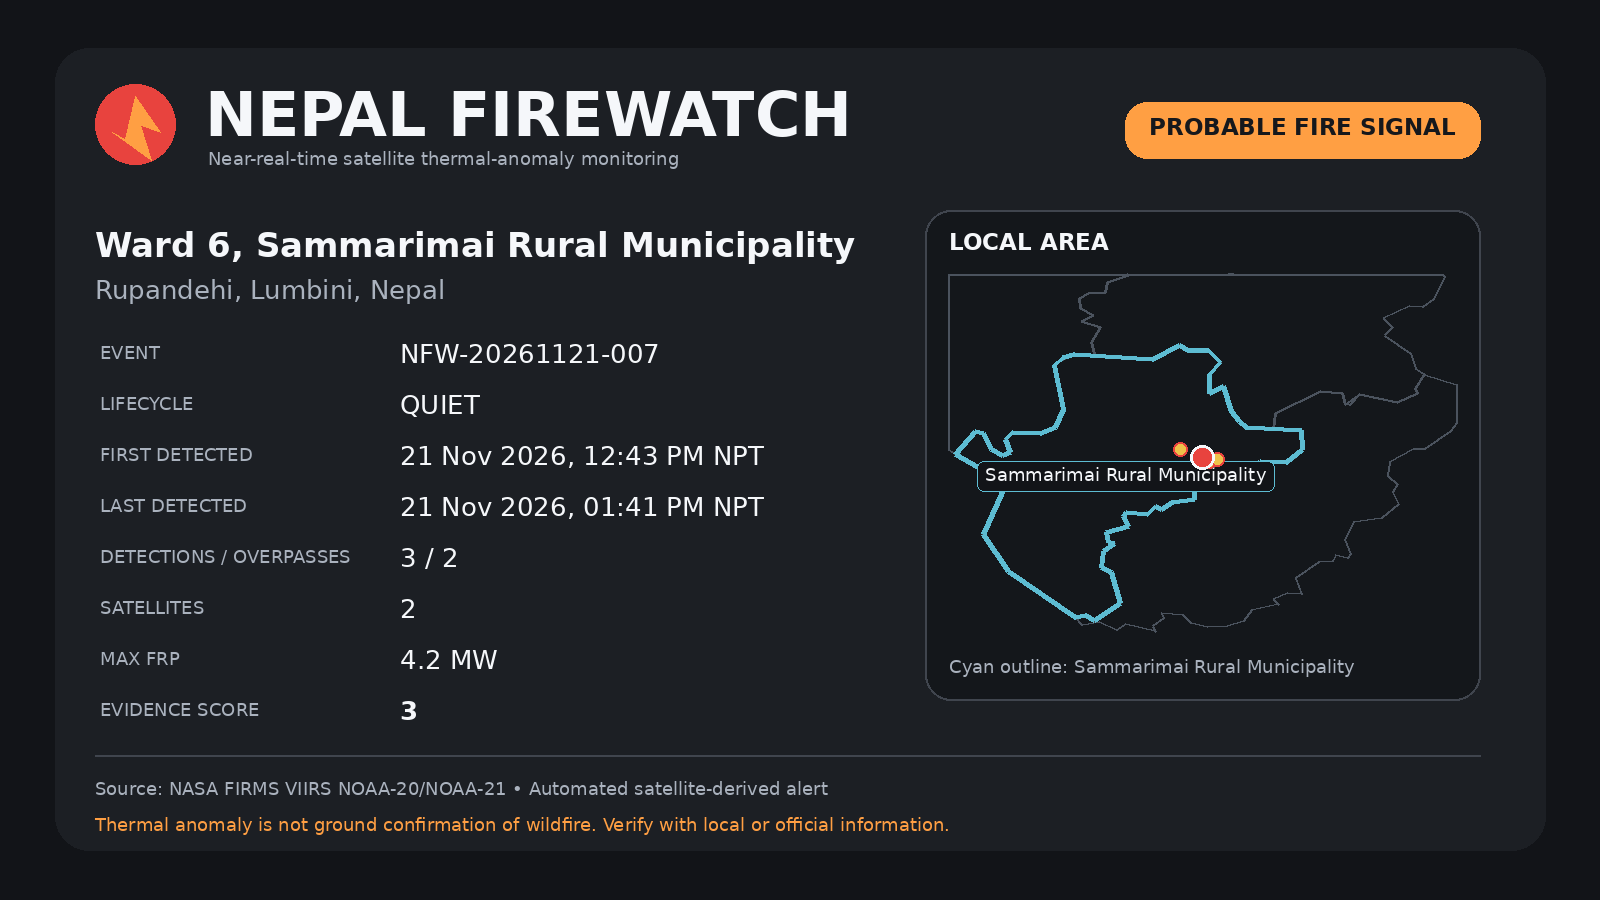 NEPAL FIREWATCH
Near-real-time satellite thermal-anomaly monitoring
PROBABLE FIRE SIGNAL
Ward 6, Sammarimai Rural Municipality
Rupandehi, Lumbini, Nepal
EVENT NFW-20261121-007
LIFECYCLE QUIET
FIRST DETECTED 21 Nov 2026, 12:43 PM NPT
LAST DETECTED 21 Nov 2026, 01:41 PM NPT
DETECTIONS / OVERPASSES 3 / 2
SATELLITES 2
MAX FRP 4.2 MW
EVIDENCE SCORE 3
LOCAL AREA
Sammarimai Rural Municipality
Cyan outline: Sammarimai Rural Municipality
Source: NASA FIRMS VIIRS NOAA-20/NOAA-21 • Automated satellite-derived alert
Thermal anomaly is not ground confirmation of wildfire. Verify with local or official information.